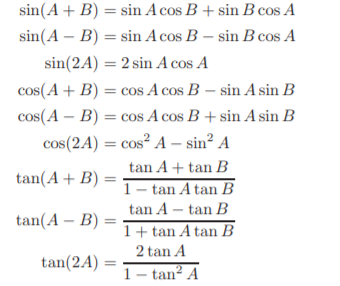 sin(A + B) = sin A cos B + sin B cos A
sin(A − B) = sin A cos B − sin B cos A
sin(2A) = 2 sin A cos A
cos(A + B) = cos A cos B − sin A sin B
cos(A − B) = cos A cos B + sin A sin B
cos(2A) = cos² A − sin² A
tan(A + B) = (tan A + tan B) / (1 − tan A tan B)
tan(A − B) = (tan A − tan B) / (1 + tan A tan B)
tan(2A) = (2 tan A) / (1 − tan² A)